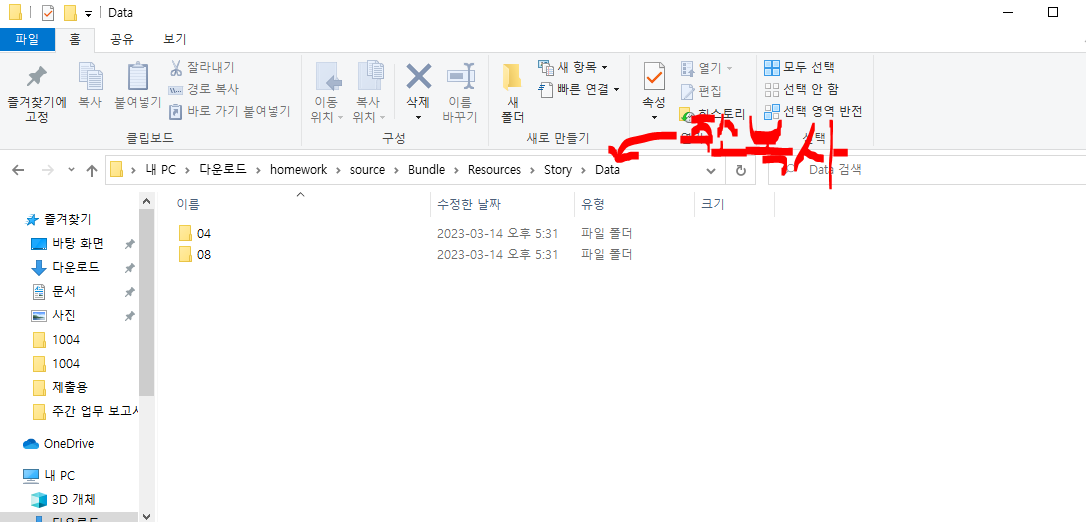 Data
파일 홈 공유 보기
즐겨찾기에 고정
복사
붙여넣기
잘라내기
경로 복사
바로 가기 붙여넣기
클립보드
이동 위치
복사 위치
삭제
이름 바꾸기
구성
새 폴더
새 항목
빠른 연결
새로 만들기
속성
열기
편집
히스토리
모두 선택
선택 안 함
선택 영역 반전
선택
주소복사
내 PC > 다운로드 > homework > source > Bundle > Resources > Story > Data
Data 검색
이름 수정한 날짜 유형 크기
04 2023-03-14 오후 5:31 파일 폴더
08 2023-03-14 오후 5:31 파일 폴더
즐겨찾기
바탕 화면
다운로드
문서
사진
1004
1004
제출용
주간 업무 보고서
OneDrive
내 PC
3D 개체
다운로드